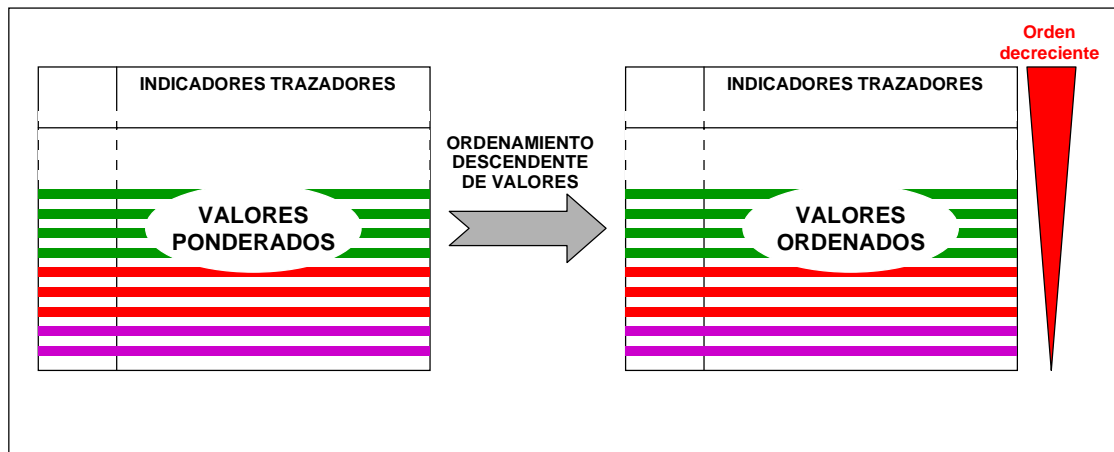 Orden
decreciente
INDICADORES TRAZADORES
INDICADORES TRAZADORES
ORDENAMIENTO
DESCENDENTE
DE VALORES
VALORES
PONDERADOS
VALORES
ORDENADOS